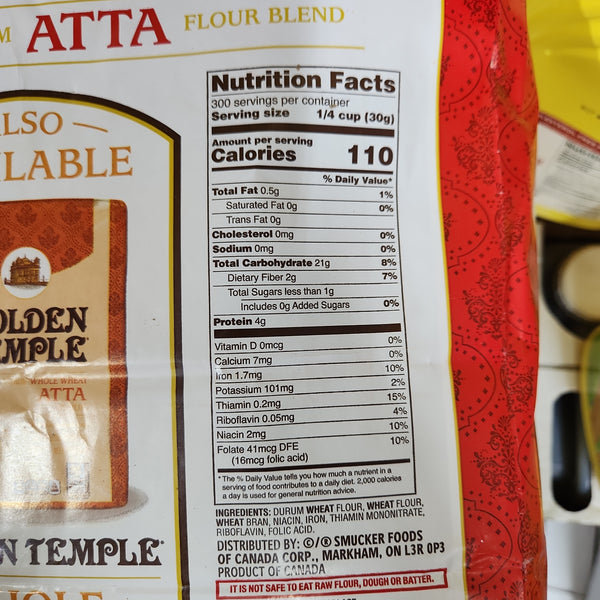 ATTA FLOUR BLEND
ALSO
Nutrition Facts
300 servings per container
Serving size 1/4 cup (30g)
Amount per serving
Calories 110
% Daily Value*
Total Fat 0.5g 1%
Saturated Fat 0g 0%
Trans Fat 0g
Cholesterol 0mg 0%
Sodium 0mg 0%
Total Carbohydrate 21g 8%
Dietary Fiber 2g 7%
Total Sugars less than 1g
Includes 0g Added Sugars 0%
Protein 4g
Vitamin D 0mcg 0%
Calcium 7mg 0%
Iron 1.7mg 10%
Potassium 101mg 2%
Thiamin 0.2mg 15%
Riboflavin 0.05mg 4%
Niacin 2mg 10%
Folate 41mcg DFE 10%
(16mcg folic acid)
*The % Daily Value tells you how much a nutrient in a
serving of food contributes to a daily diet. 2,000 calories
a day is used for general nutrition advice.
INGREDIENTS: DURUM WHEAT FLOUR, WHEAT FLOUR,
WHEAT BRAN, NIACIN, IRON, THIAMIN MONONITRATE,
RIBOFLAVIN, FOLIC ACID.
DISTRIBUTED BY: ©/® SMUCKER FOODS
OF CANADA CORP., MARKHAM, ON L3R 0P3
PRODUCT OF CANADA
IT IS NOT SAFE TO EAT RAW FLOUR, DOUGH OR BATTER.
ILABLE
OLDEN
EMPLE
WHOLE WHEAT
ATTA
N TEMPLE